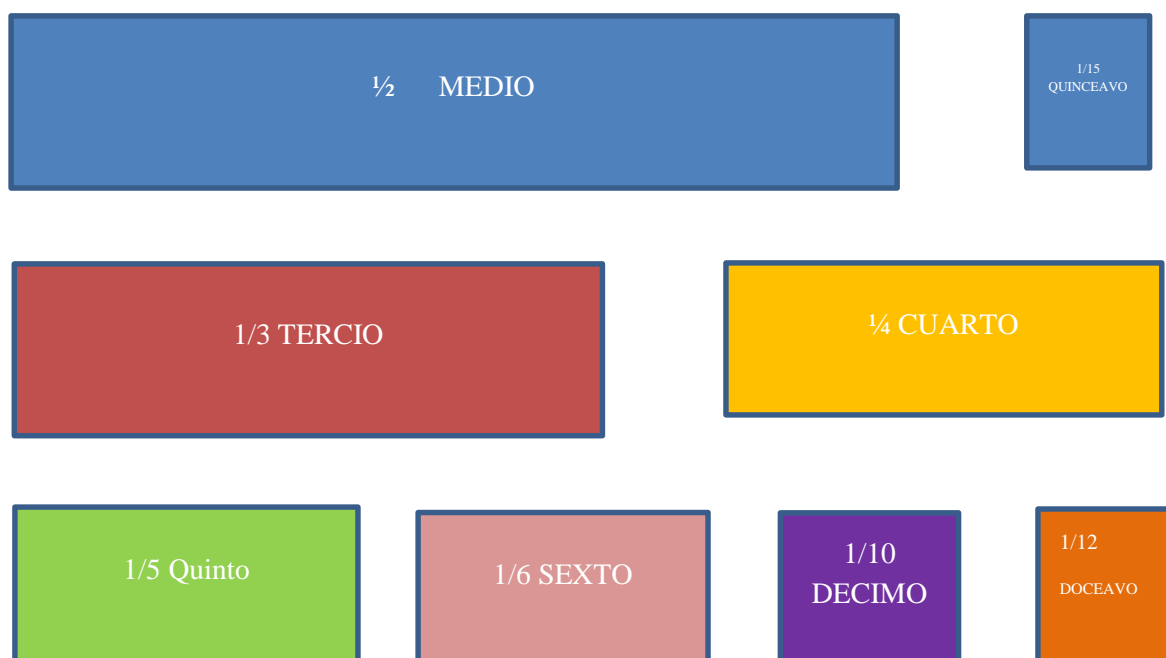 ½ MEDIO
1/15
QUINCEAVO
1/3 TERCIO
¼ CUARTO
1/5 Quinto
1/6 SEXTO
1/10
DECIMO
1/12
DOCEAVO